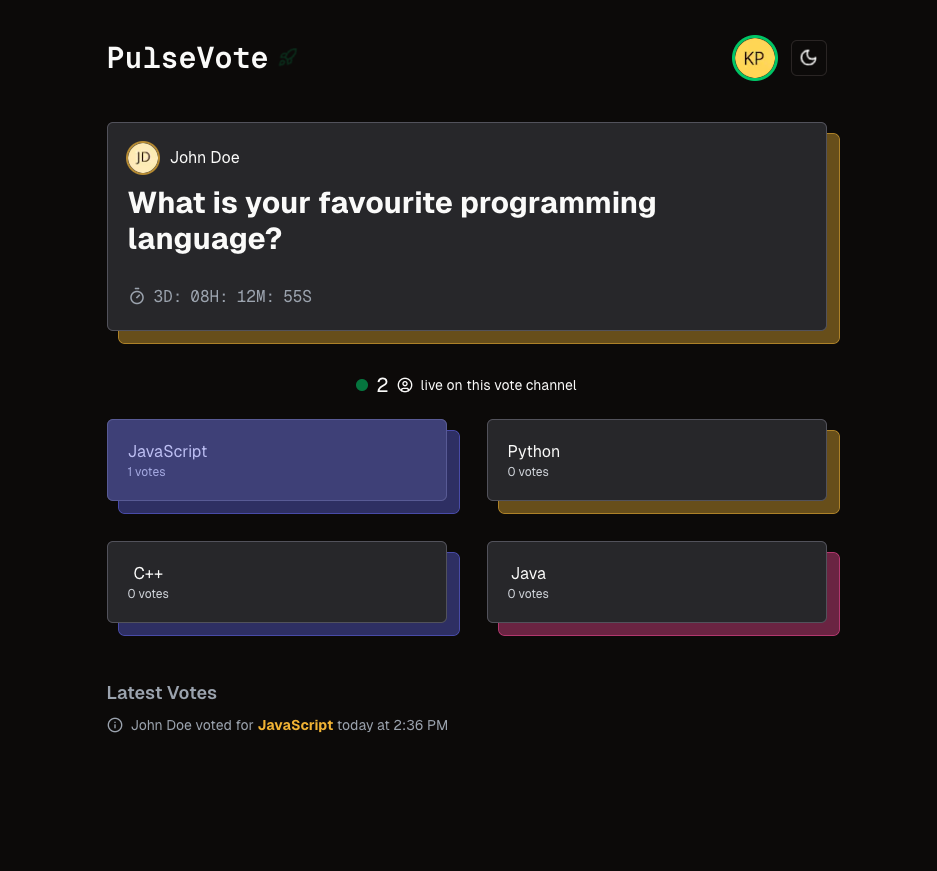 PulseVote
KP
JD
John Doe
What is your favourite programming
language?
3D: 08H: 12M: 55S
2 live on this vote channel
JavaScript
1 votes
Python
0 votes
C++
0 votes
Java
0 votes
Latest Votes
John Doe voted for JavaScript today at 2:36 PM